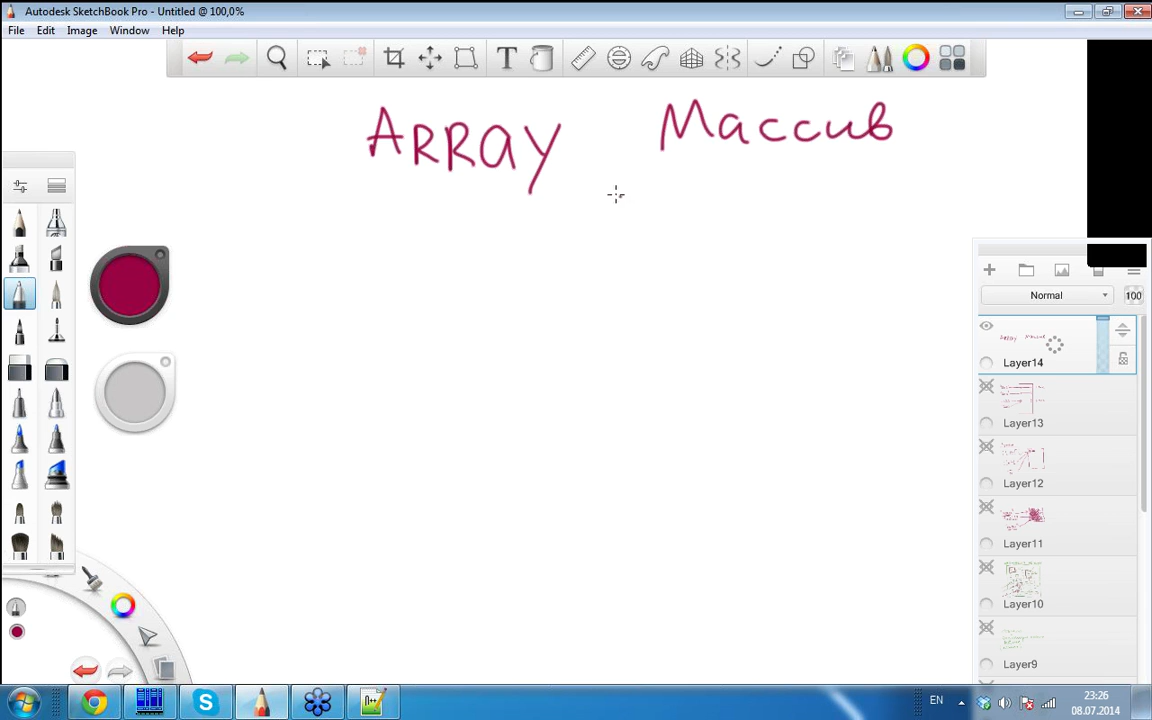 Autodesk SketchBook Pro - Untitled @ 100,0%
File Edit Image Window Help
T
ARRAY Массив
Normal 100
Layer14
Layer13
Layer12
Layer11
Layer10
Layer9
EN 23:26
08.07.2014